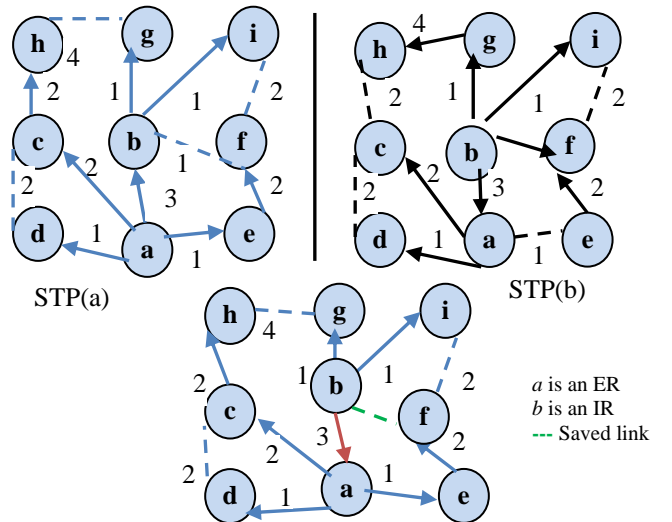 h g i
4
2 1 1 2
c b f
2 2 1 2
3
d 1 a 1 e
STP(a)
h 4 g i
2 1 1 2
c b f
2 2 3 2
d 1 a 1 e
STP(b)
h g i
4
2 1 1 2
c b f
2 2 3 2
d 1 a 1 e
a is an ER
b is an IR
--- Saved link